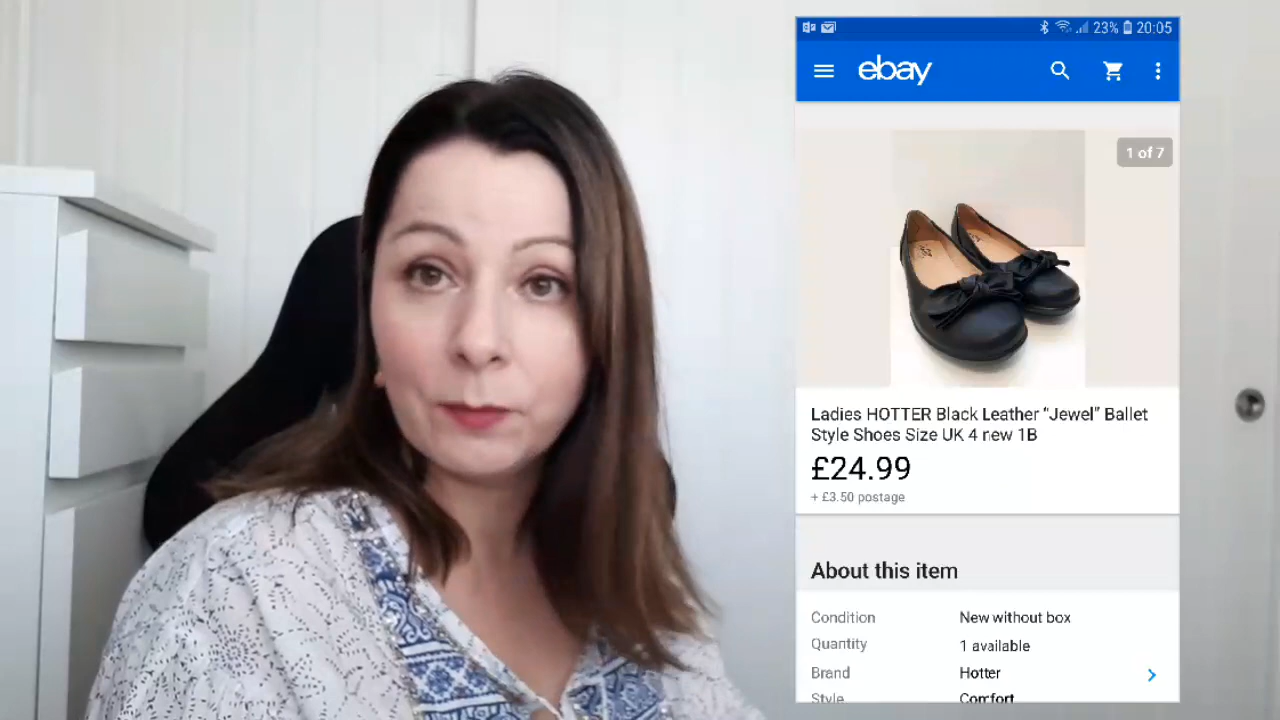 23% 20:05
ebay
1 of 7
Ladies HOTTER Black Leather “Jewel” Ballet
Style Shoes Size UK 4 new 1B
£24.99
+ £3.50 postage
About this item
Condition New without box
Quantity 1 available
Brand Hotter
Style Comfort